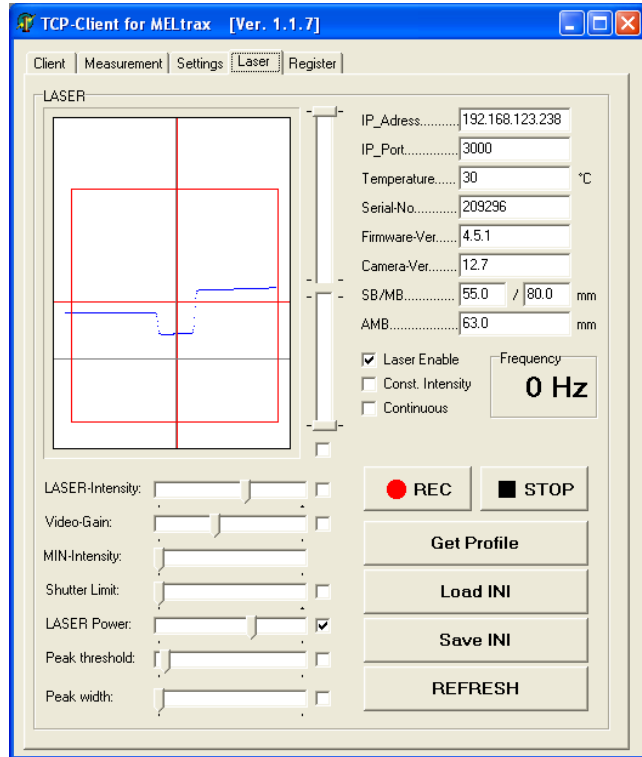 TCP-Client for MELtrax [Ver. 1.1.7]
Client Measurement Settings Laser Register
LASER
IP_Adress.......... 192.168.123.238
IP_Port............. 3000
Temperature..... 30 °C
Serial-No........... 209296
Firmware-Ver..... 4.5.1
Camera-Ver....... 12.7
SB/MB............. 55.0 / 80.0 mm
AMB................. 63.0 mm
Laser Enable
Const. Intensity
Continuous
Frequency
0 Hz
LASER-Intensity:
Video-Gain:
MIN-Intensity:
Shutter Limit:
LASER Power:
Peak threshold:
Peak width:
REC STOP
Get Profile
Load INI
Save INI
REFRESH